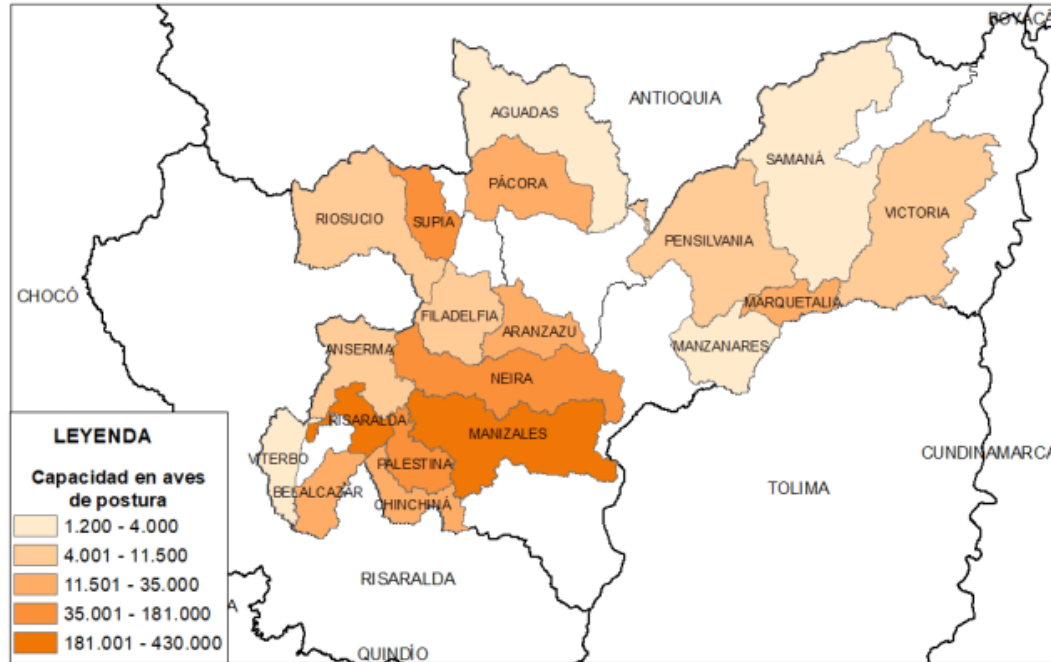 BOYACÁ
ANTIOQUIA
AGUADAS
SAMANÁ
PÁCORA
RIOSUCIO
SUPIA
VICTORIA
PENSILVANIA
CHOCÓ
MARQUETALIA
FILADELFIA
ARANZAZU
MANZANARES
ANSERMA
NEIRA
RISARALDA
MANIZALES
VITERBO
PALESTINA
CUNDINAMARCA
BELALCAZÁR
CHINCHINÁ
TOLIMA
RISARALDA
A
QUINDÍO
LEYENDA
Capacidad en aves
de postura
1.200 - 4.000
4.001 - 11.500
11.501 - 35.000
35.001 - 181.000
181.001 - 430.000